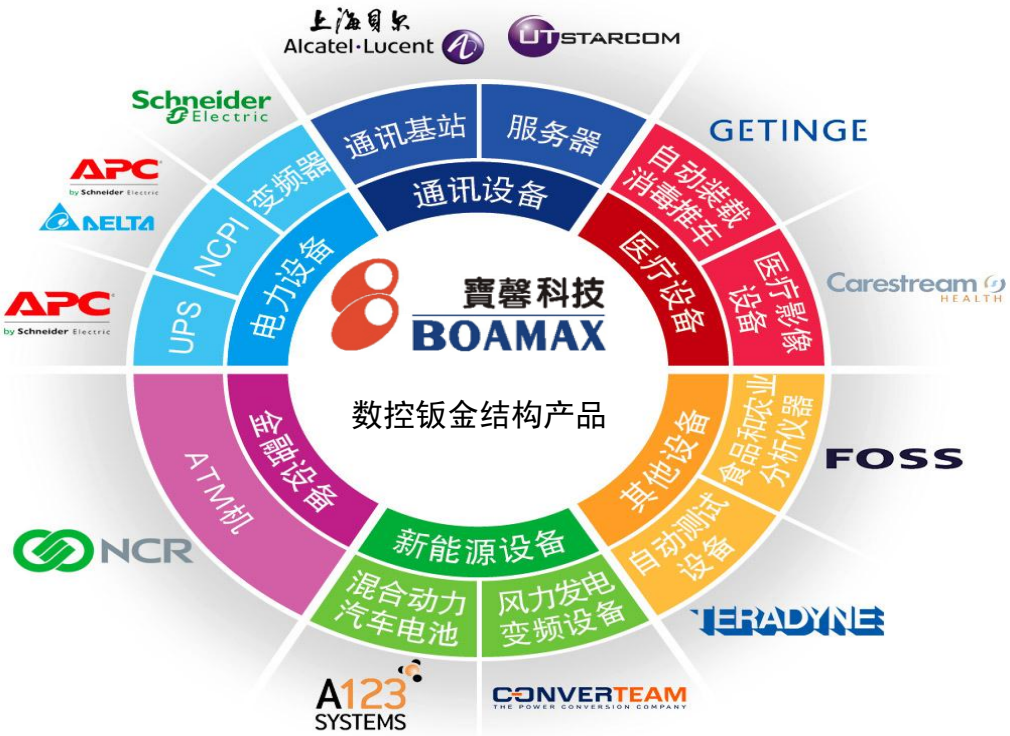 上海贝尔
Alcatel·Lucent
UTSTARCOM
Schneider
Electric
APC
by Schneider Electric
DELTA
APC
by Schneider Electric
GETINGE
Carestream
HEALTH
FOSS
TERADYNE
CONVERTEAM
THE POWER CONVERSION COMPANY
A123
SYSTEMS
NCR
通讯设备
通讯基站
服务器
医疗设备
自动装载
消毒推车
医疗影像
设备
其他设备
食品和农业
分析仪器
自动测试
设备
新能源设备
风力发电
变频设备
混合动力
汽车电池
金融设备
ATM机
电力设备
UPS
NCPI
变频器
寶馨科技
BOAMAX
数控钣金结构产品